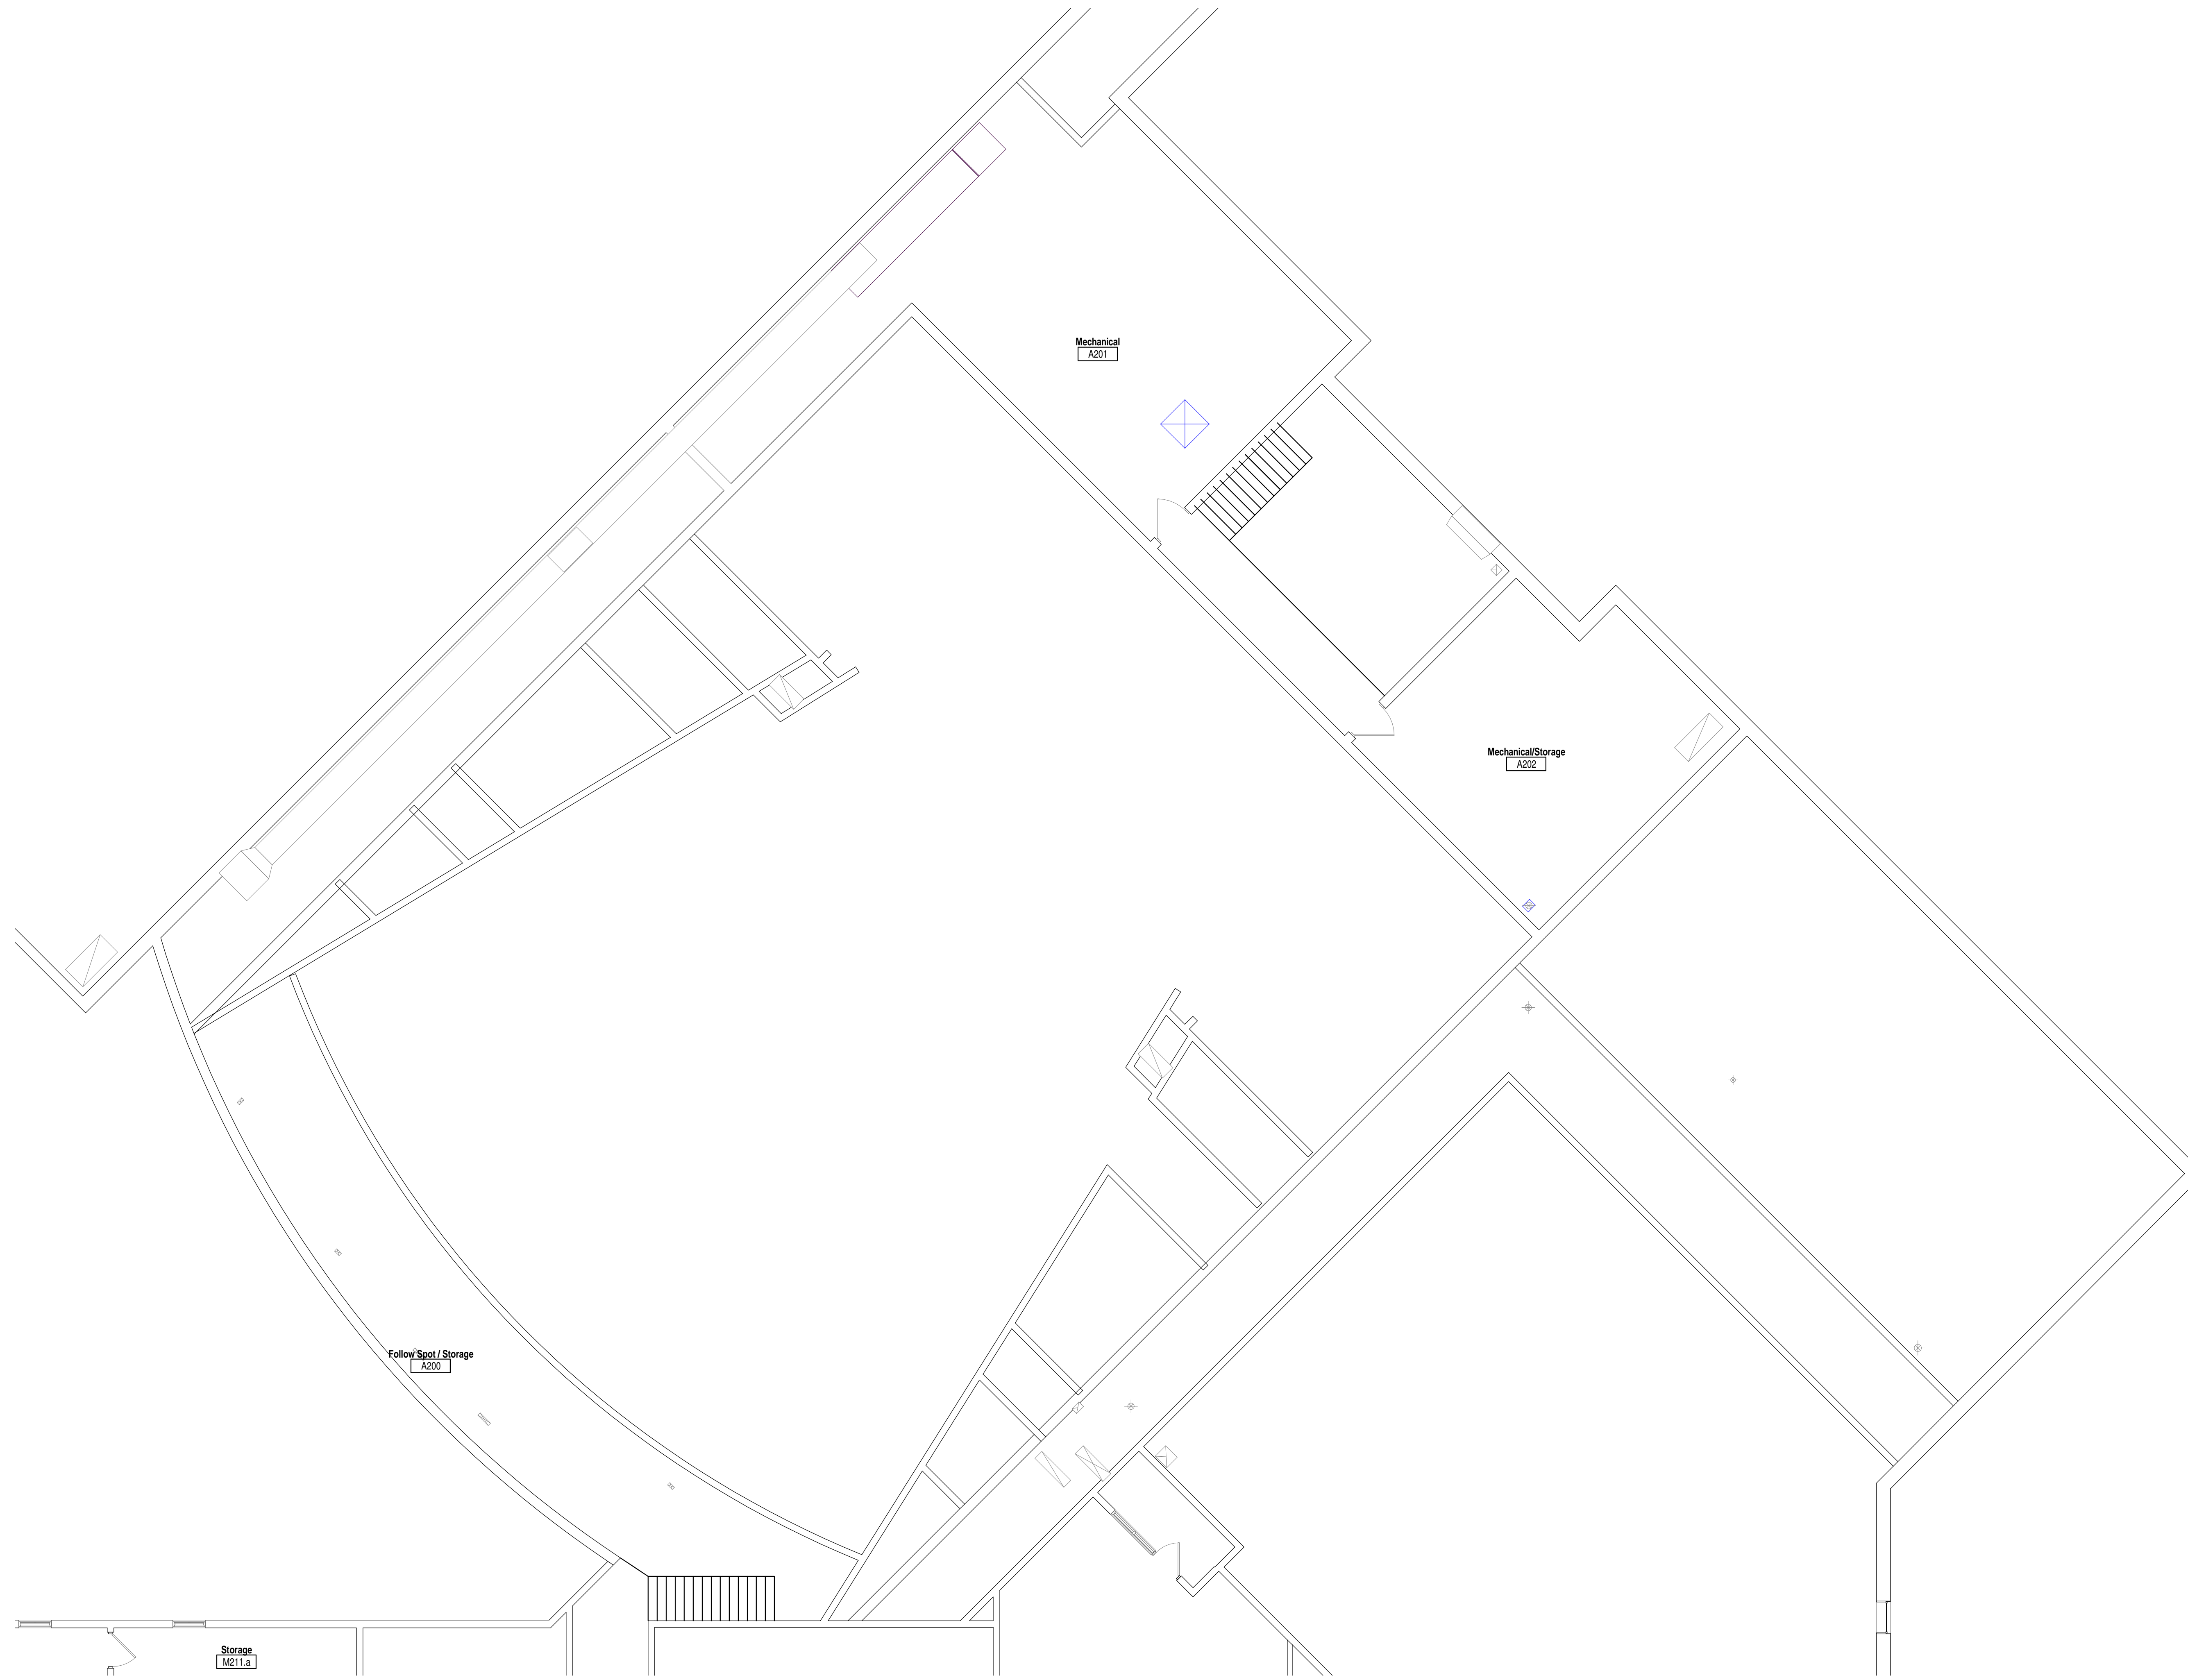 Mechanical
A201
Mechanical/Storage
A202
Follow Spot / Storage
A200
Storage
M211.a